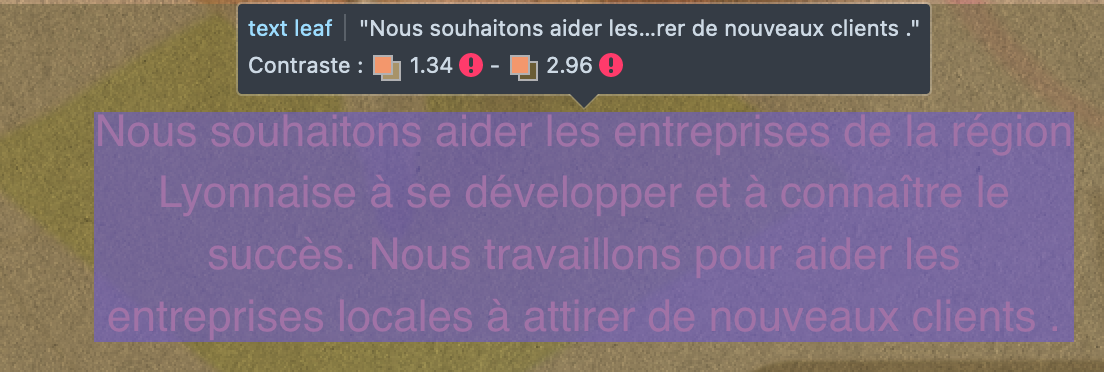 text leaf "Nous souhaitons aider les…rer de nouveaux clients ."
Contraste : 1.34 - 2.96
Nous souhaitons aider les entreprises de la région
Lyonnaise à se développer et à connaître le
succès. Nous travaillons pour aider les
entreprises locales à attirer de nouveaux clients .